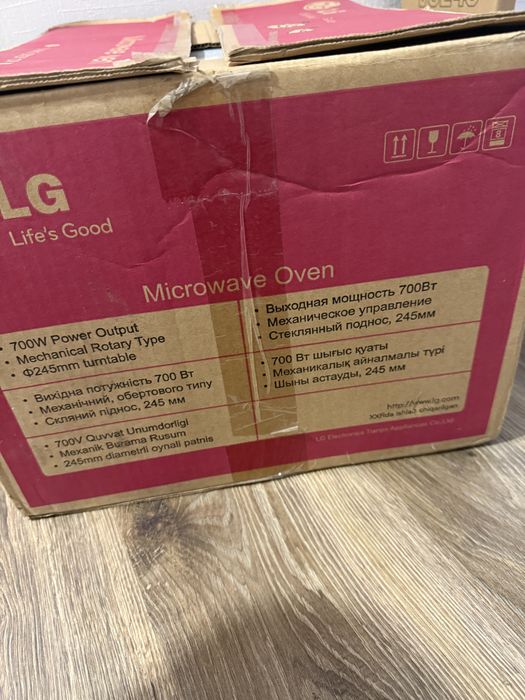 LG
Life's Good
Microwave Oven
• 700W Power Output
• Mechanical Rotary Type
• Φ245mm turntable
• Выходная мощность 700Вт
• Механическое управление
• Стеклянный поднос, 245мм
• Вихідна потужність 700 Вт
• Механічний, обертового типу
• Скляний піднос, 245 мм
• 700 Вт шығыс қуаты
• Механикалық айналмалы түрі
• Шыны астауды, 245 мм
• 700V Quvvat Unumdorligi
• Mexanik Burama Rusum
• 245mm diametrli oynali patnis
http://www.lg.com
XXRda ishlab chiqarilgan
LG Electronics Tianjin Appliances Co.,Ltd.